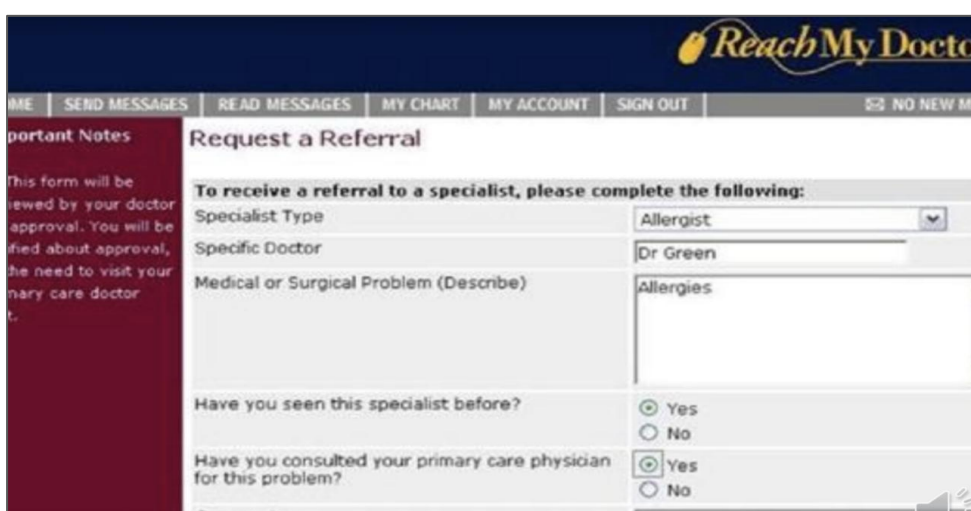 ReachMyDocto
OME SEND MESSAGES READ MESSAGES MY CHART MY ACCOUNT SIGN OUT NO NEW M
portant Notes
This form will be
iewed by your doctor
approval. You will be
ified about approval,
the need to visit your
mary care doctor
t.
Request a Referral
To receive a referral to a specialist, please complete the following:
Specialist Type Allergist
Specific Doctor Dr Green
Medical or Surgical Problem (Describe) Allergies
Have you seen this specialist before? Yes
No
Have you consulted your primary care physician Yes
for this problem? No